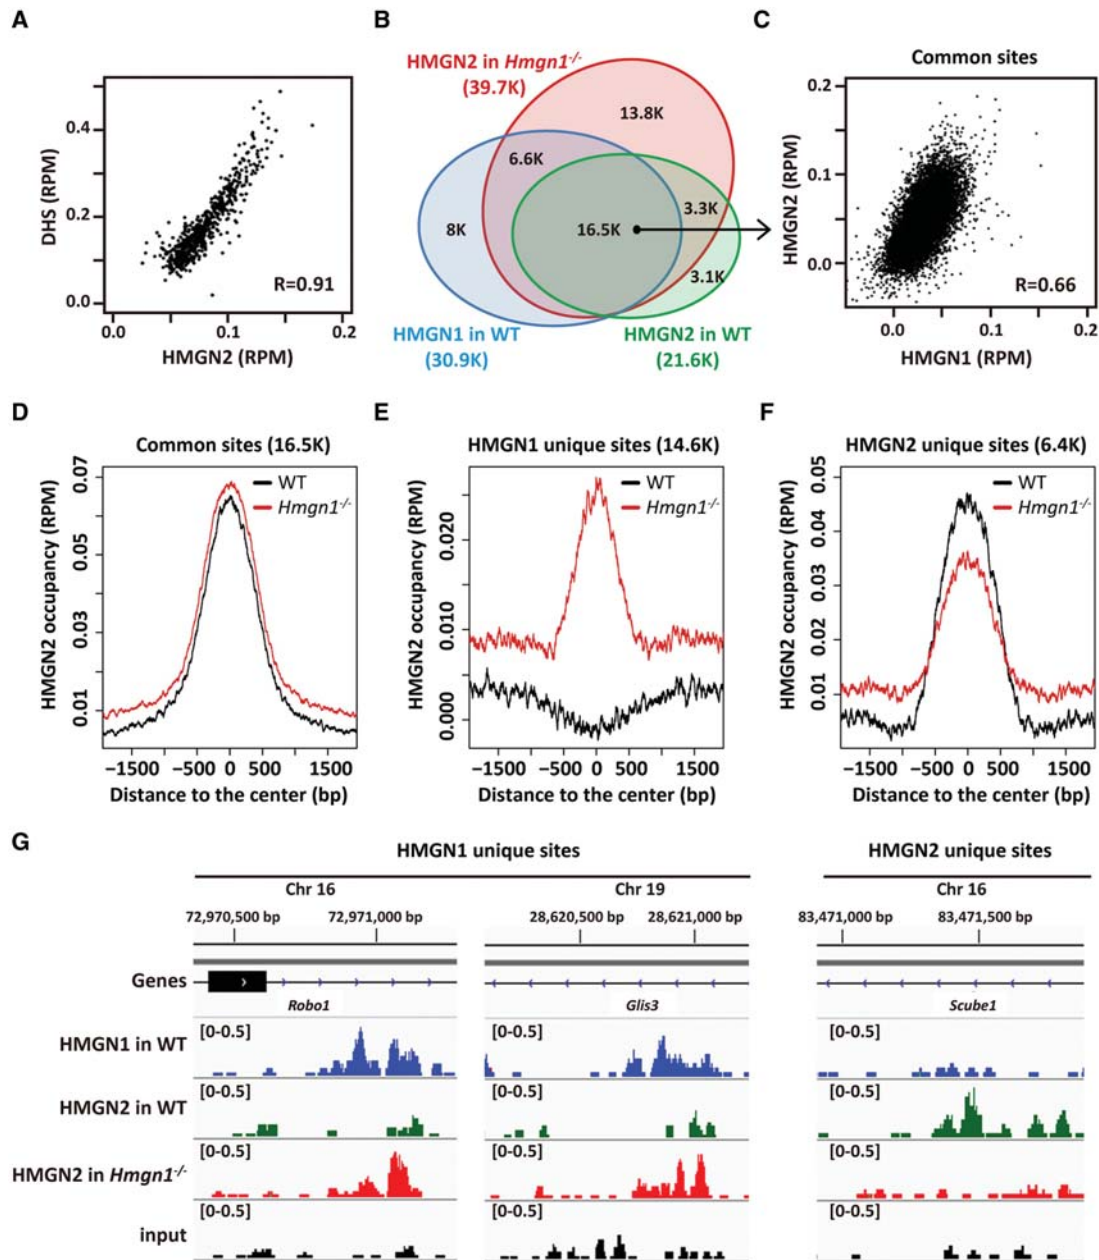 A
DHS (RPM)
0.4
0.2
0.0
0.0 0.1 0.2
R=0.91
HMGN2 (RPM)
B
HMGN2 in Hmgn1-/-
(39.7K)
13.8K
6.6K
3.3K
8K
16.5K
3.1K
HMGN1 in WT
(30.9K)
HMGN2 in WT
(21.6K)
C
Common sites
HMGN2 (RPM)
0.2
0.1
0.0
R=0.66
0.0 0.1 0.2
HMGN1 (RPM)
D
Common sites (16.5K)
HMGN2 occupancy (RPM)
0.07
0.05
0.03
0.01
WT
Hmgn1-/-
−1500 −500 0 500 1500
Distance to the center (bp)
E
HMGN1 unique sites (14.6K)
HMGN2 occupancy (RPM)
0.020
0.010
0.000
WT
Hmgn1-/-
−1500 −500 0 500 1500
Distance to the center (bp)
F
HMGN2 unique sites (6.4K)
HMGN2 occupancy (RPM)
0.05
0.04
0.03
0.02
0.01
WT
Hmgn1-/-
−1500 −500 0 500 1500
Distance to the center (bp)
G
HMGN1 unique sites HMGN2 unique sites
Chr 16 Chr 19 Chr 16
72,970,500 bp 72,971,000 bp 28,620,500 bp 28,621,000 bp 83,471,000 bp 83,471,500 bp
Genes
Robo1 Glis3 Scube1
HMGN1 in WT [0-0.5] [0-0.5] [0-0.5]
HMGN2 in WT [0-0.5] [0-0.5] [0-0.5]
HMGN2 in Hmgn1-/- [0-0.5] [0-0.5] [0-0.5]
input [0-0.5] [0-0.5] [0-0.5]